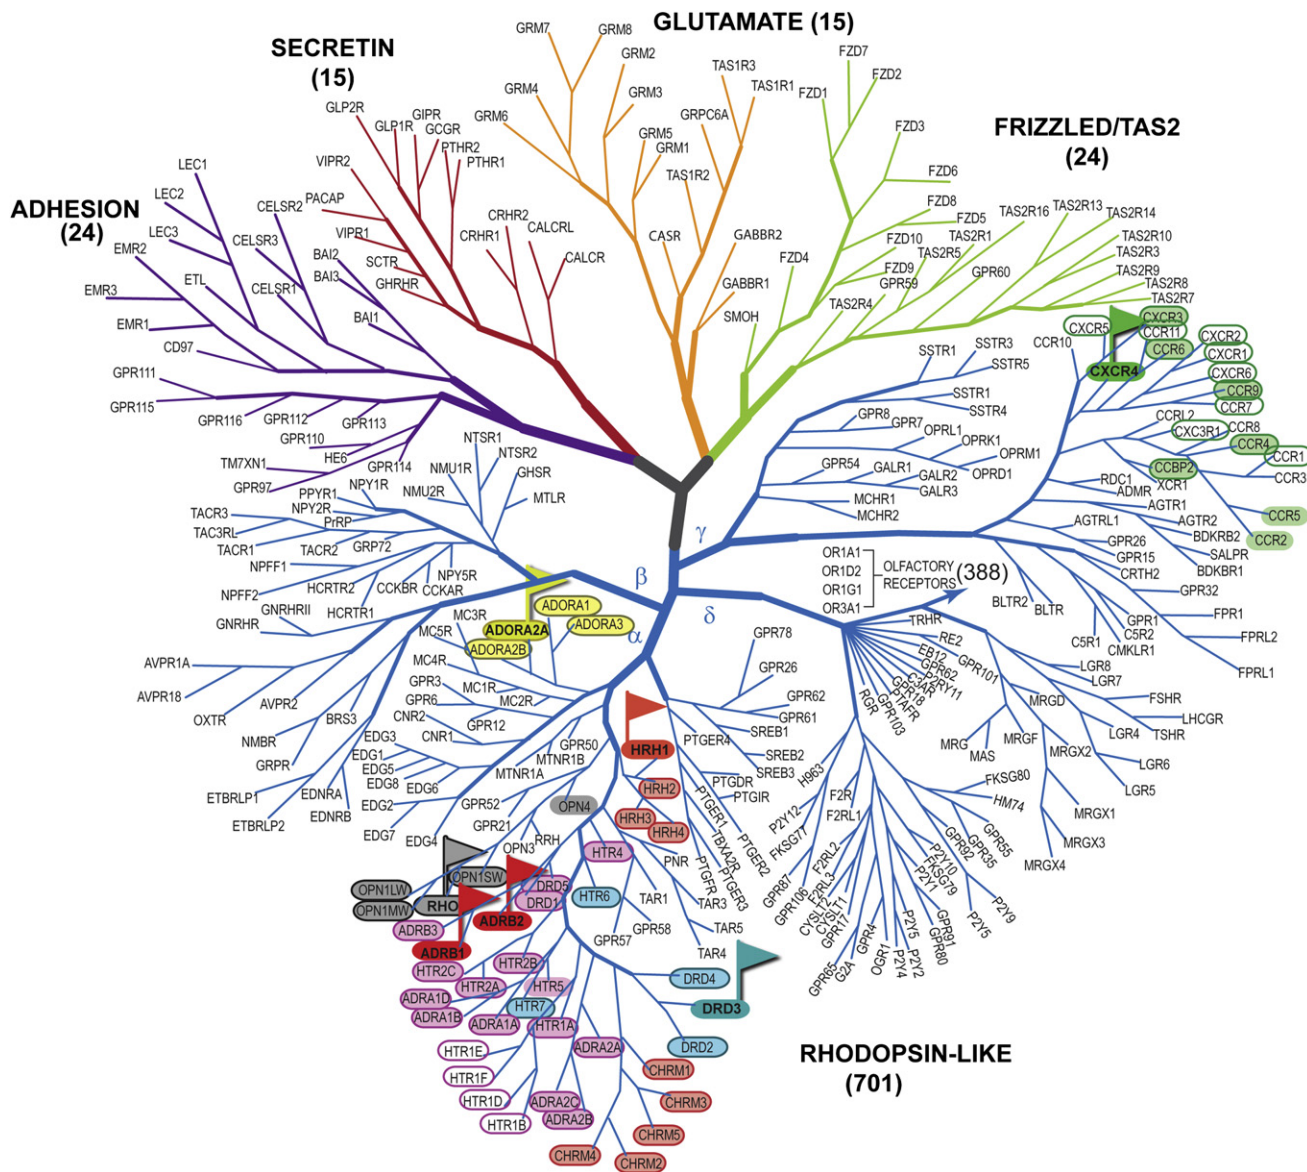 GLUTAMATE (15)
SECRETIN
(15)
FRIZZLED/TAS2
(24)
ADHESION
(24)
RHODOPSIN-LIKE
(701)
GRM7
GRM8
GRM2
GRM4
GRM3
GRM6
GRM5
GRM1
TAS1R3
TAS1R1
GRPC6A
TAS1R2
CASR
GABBR2
GABBR1
FZD7
FZD2
FZD1
FZD3
FZD6
FZD8
FZD5
FZD10
FZD9
FZD4
SMOH
TAS2R16
TAS2R13
TAS2R14
TAS2R1
TAS2R10
TAS2R5
TAS2R3
GPR60
TAS2R9
GPR59
TAS2R8
TAS2R4
TAS2R7
GLP2R
GLP1R
GIPR
GCGR
PTHR2
PTHR1
VIPR2
PACAP
VIPR1
SCTR
GHRHR
CRHR2
CRHR1
CALCRL
CALCR
LEC1
LEC2
LEC3
CELSR2
CELSR3
CELSR1
EMR2
ETL
EMR3
EMR1
BAI2
BAI3
BAI1
CD97
GPR111
GPR115
GPR116
GPR112
GPR113
GPR110
HE6
TM7XN1
GPR114
GPR97
NTSR1
NTSR2
NMU1R
GHSR
NMU2R
MTLR
NPY1R
PPYR1
NPY2R
TACR3
PrRP
TAC3RL
TACR1
TACR2
GRP72
NPFF1
NPY5R
CCKBR
CCKAR
HCRTR2
NPFF2
HCRTR1
GNRHRII
GNRHR
AVPR1A
AVPR18
AVPR2
OXTR
BRS3
NMBR
GRPR
EDNRA
ETBRLP1
EDNRB
ETBRLP2
β
γ
δ
α
ADORA1
ADORA3
ADORA2A
ADORA2B
MC3R
MC5R
MC4R
MC1R
MC2R
GPR3
GPR6
GPR12
CNR2
CNR1
EDG3
EDG1
EDG5
EDG8
EDG6
EDG2
EDG7
EDG4
GPR50
MTNR1B
MTNR1A
GPR52
GPR21
OPN4
RRH
OPN3
OPN1SW
OPN1LW
OPN1MW
RHO
ADRB2
ADRB3
ADRB1
DRD5
DRD1
HTR4
HTR6
HTR2B
HTR2C
HTR2A
HTR5
HTR7
ADRA1D
ADRA1B
ADRA1A
HTR1A
HTR1E
HTR1F
HTR1D
HTR1B
ADRA2A
ADRA2C
ADRA2B
CHRM1
CHRM3
CHRM5
CHRM4
CHRM2
DRD4
DRD3
DRD2
HRH1
HRH2
HRH3
HRH4
PNR
TAR1
TAR3
TAR5
TAR4
GPR58
GPR57
GPR78
GPR26
GPR62
GPR61
SREB1
SREB2
SREB3
PTGER4
PTGDR
PTGIR
PTGER1
PTGER2
TBXA2R
PTGFR
PTGER3
SSTR1
SSTR3
SSTR5
SSTR1
SSTR4
GPR8
GPR7
OPRL1
OPRK1
OPRM1
OPRD1
GPR54
GALR1
GALR2
GALR3
MCHR1
MCHR2
CCR10
CXCR5
CXCR3
CCR11
CXCR4
CCR6
CXCR2
CXCR1
CXCR6
CCR9
CCR7
CCRL2
CXC3R1
CCR8
CCR4
CCR1
CCBP2
XCR1
CCR3
CCR5
CCR2
RDC1
ADMR
AGTR1
AGTRL1
AGTR2
BDKRB2
GPR26
SALPR
GPR15
BDKBR1
CRTH2
GPR32
FPR1
FPRL2
FPRL1
GPR1
C5R2
CMKLR1
C5R1
BLTR
BLTR2
OR1A1
OR1D2
OR1G1
OR3A1
OLFACTORY
RECEPTORS
(388)
TRHR
RE2
EB12
GPR101
GPR62
P2RY11
C3AR
GPR18
PTAFR
GPR103
RGR
LGR8
LGR7
FSHR
LHCGR
TSHR
LGR4
LGR6
LGR5
MRGD
MRG
MAS
MRGF
MRGX2
MRGX1
MRGX3
MRGX4
H963
P2Y12
FKSG77
GPR87
F2R
F2RL1
F2RL2
F2RL3
GPR106
CYSLT2
CYSLT1
GPR17
GPR65
G2A
GPR4
OGR1
P2Y5
P2Y4
P2Y2
GPR80
GPR91
P2Y1
FKSG79
P2Y10
GPR92
GPR35
GPR55
HM74
FKSG80
P2Y9
P2Y5